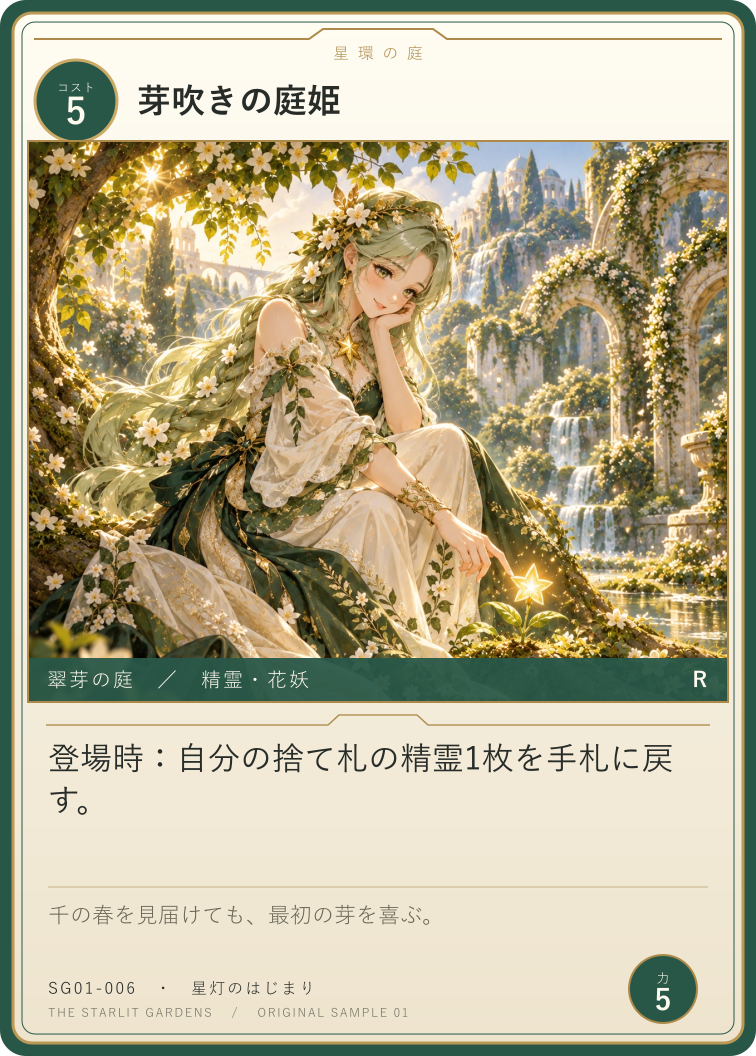 星環の庭
コスト
5
芽吹きの庭姫
翠芽の庭 ／ 精霊・花妖
R
登場時：自分の捨て札の精霊1枚を手札に戻
す。
千の春を見届けても、最初の芽を喜ぶ。
SG01-006 ・ 星灯のはじまり
THE STARLIT GARDENS / ORIGINAL SAMPLE 01
力
5